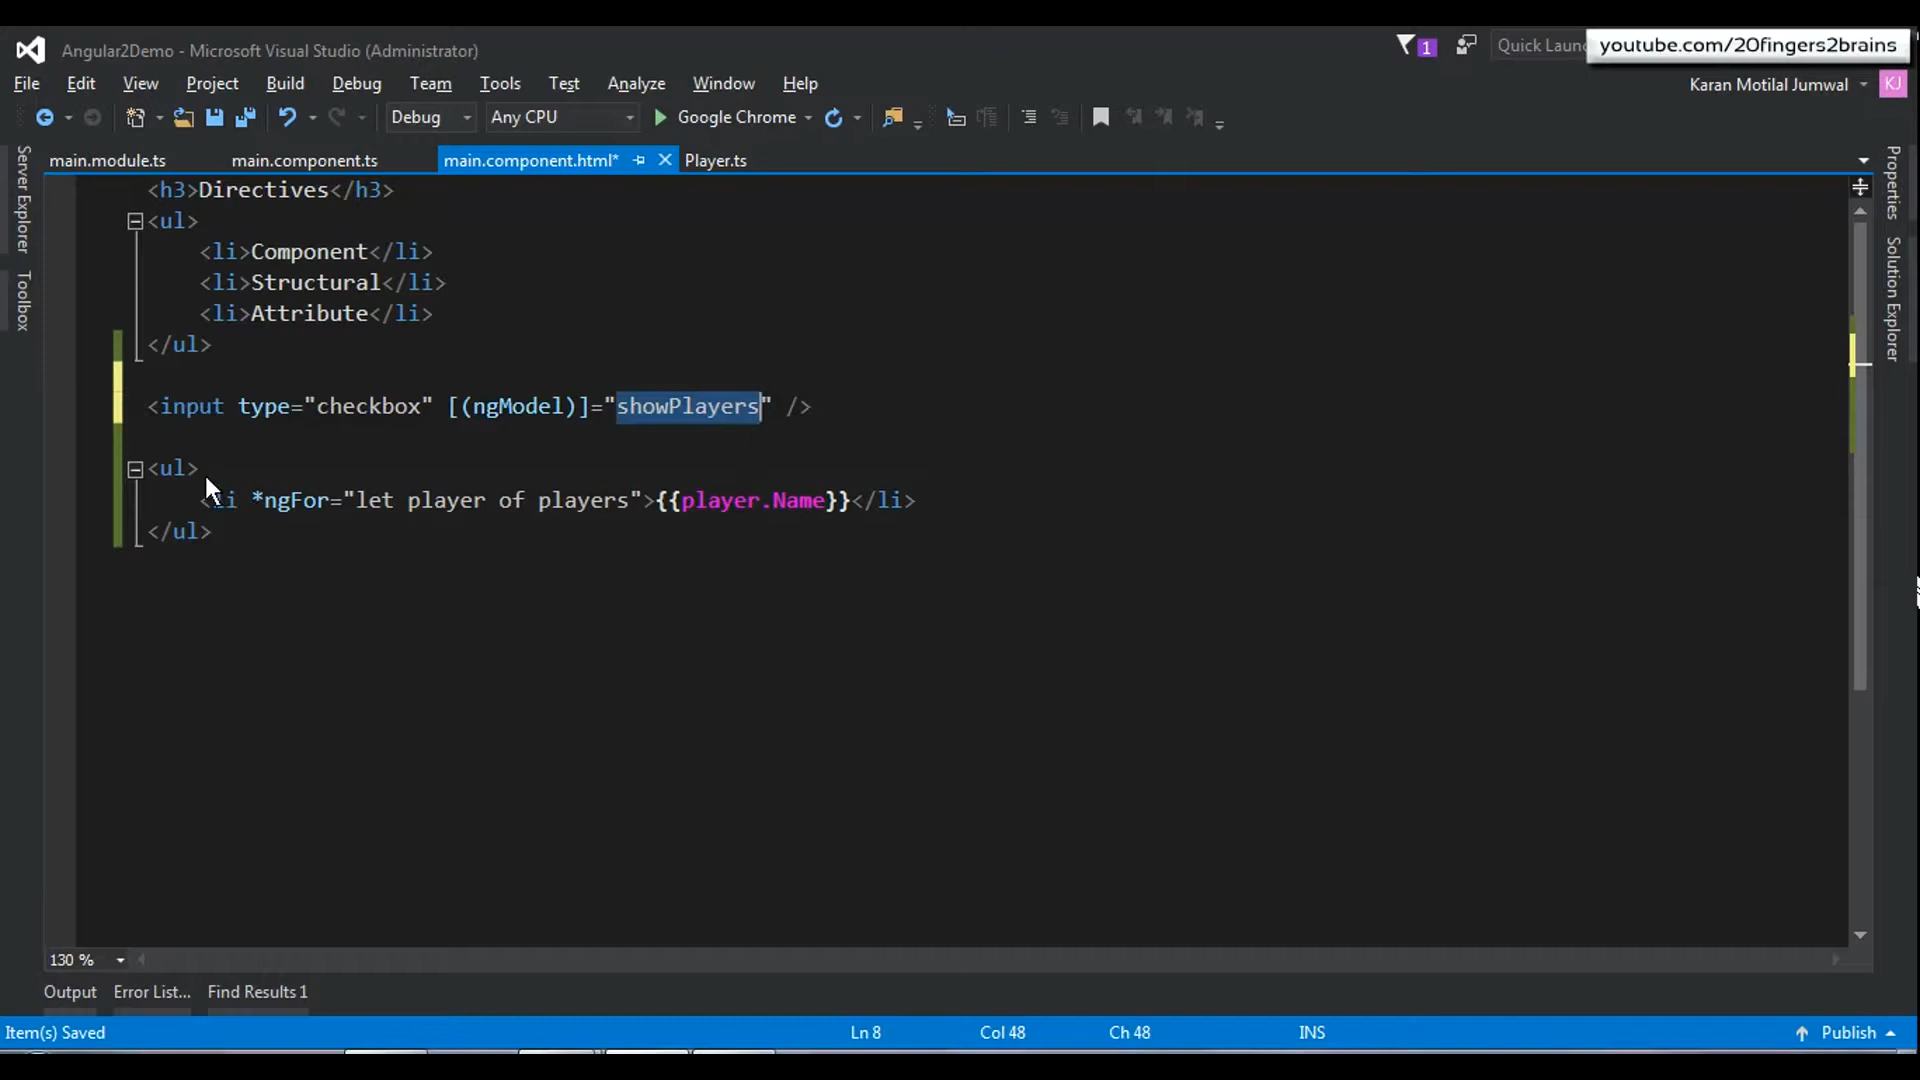 Angular2Demo - Microsoft Visual Studio (Administrator)
1
Quick Laun
youtube.com/20fingers2brains
File Edit View Project Build Debug Team Tools Test Analyze Window Help
Karan Motilal Jumwal
KJ
Debug
Any CPU
Google Chrome
main.module.ts
main.component.ts
main.component.html*
Player.ts
Server Explorer
Toolbox
Properties
Solution Explorer
<h3>Directives</h3>
<ul>
<li>Component</li>
<li>Structural</li>
<li>Attribute</li>
</ul>
<input type="checkbox" [(ngModel)]="showPlayers" />
<ul>
<li *ngFor="let player of players">{{player.Name}}</li>
</ul>
130 %
Output
Error List...
Find Results 1
Item(s) Saved
Ln 8
Col 48
Ch 48
INS
Publish